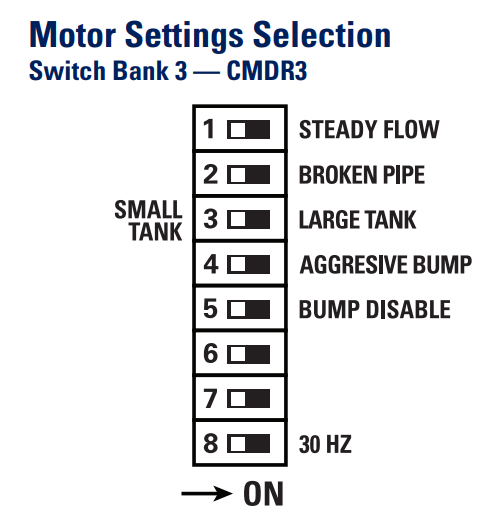 Motor Settings Selection
Switch Bank 3 — CMDR3
1 STEADY FLOW
2 BROKEN PIPE
SMALL
TANK
3 LARGE TANK
4 AGGRESIVE BUMP
5 BUMP DISABLE
6
7
8 30 HZ
→ ON